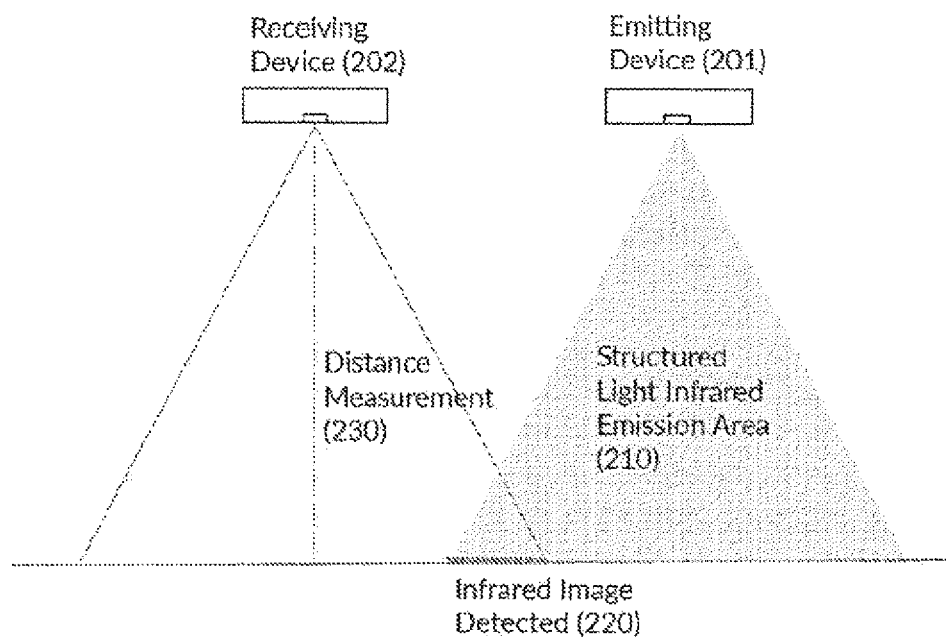 Receiving
Device (202)
Emitting
Device (201)
Distance
Measurement
(230)
Structured
Light Infrared
Emission Area
(210)
Infrared Image
Detected (220)